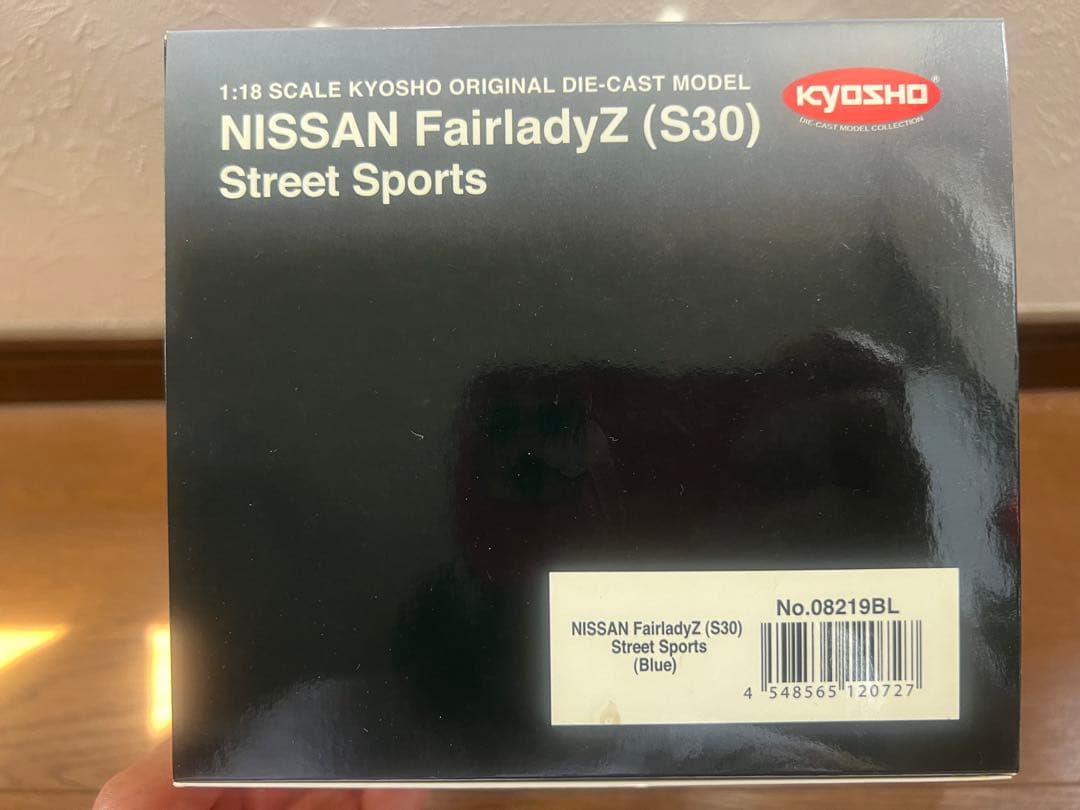 1:18 SCALE KYOSHO ORIGINAL DIE-CAST MODEL
NISSAN FairladyZ (S30)
Street Sports
KYOSHO®
DIE-CAST MODEL COLLECTION
No.08219BL
NISSAN FairladyZ (S30)
Street Sports
(Blue)
4 548565 120727